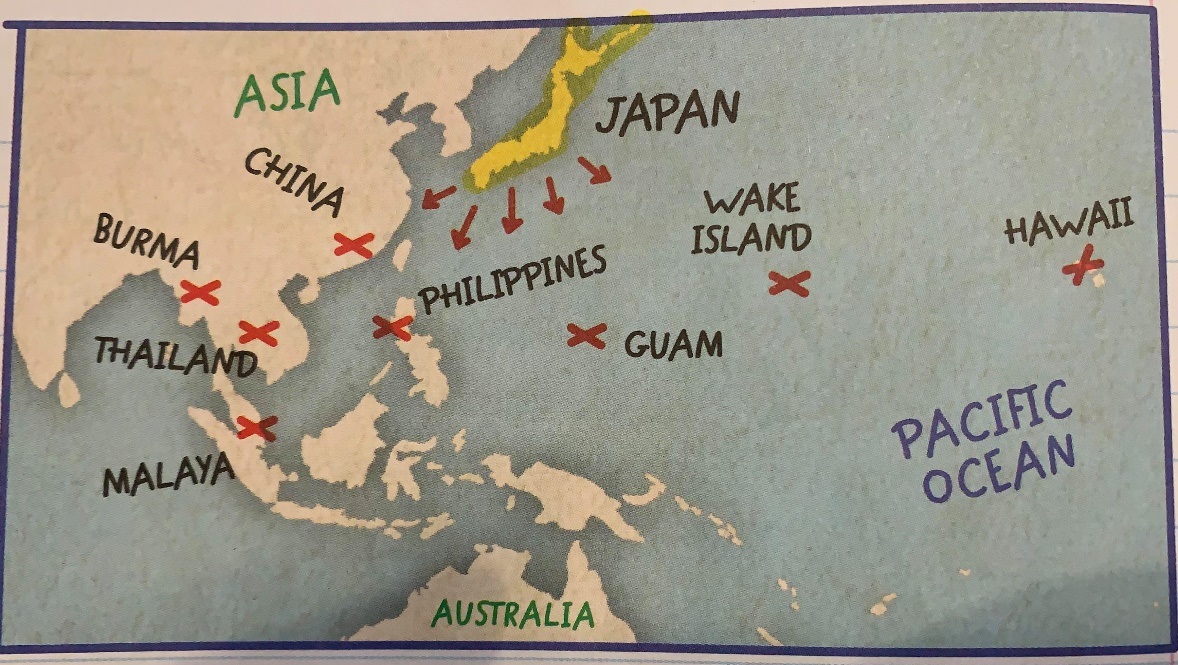 ASIA
JAPAN
CHINA
BURMA
WAKE
ISLAND
HAWAII
PHILIPPINES
THAILAND
GUAM
MALAYA
PACIFIC
OCEAN
AUSTRALIA